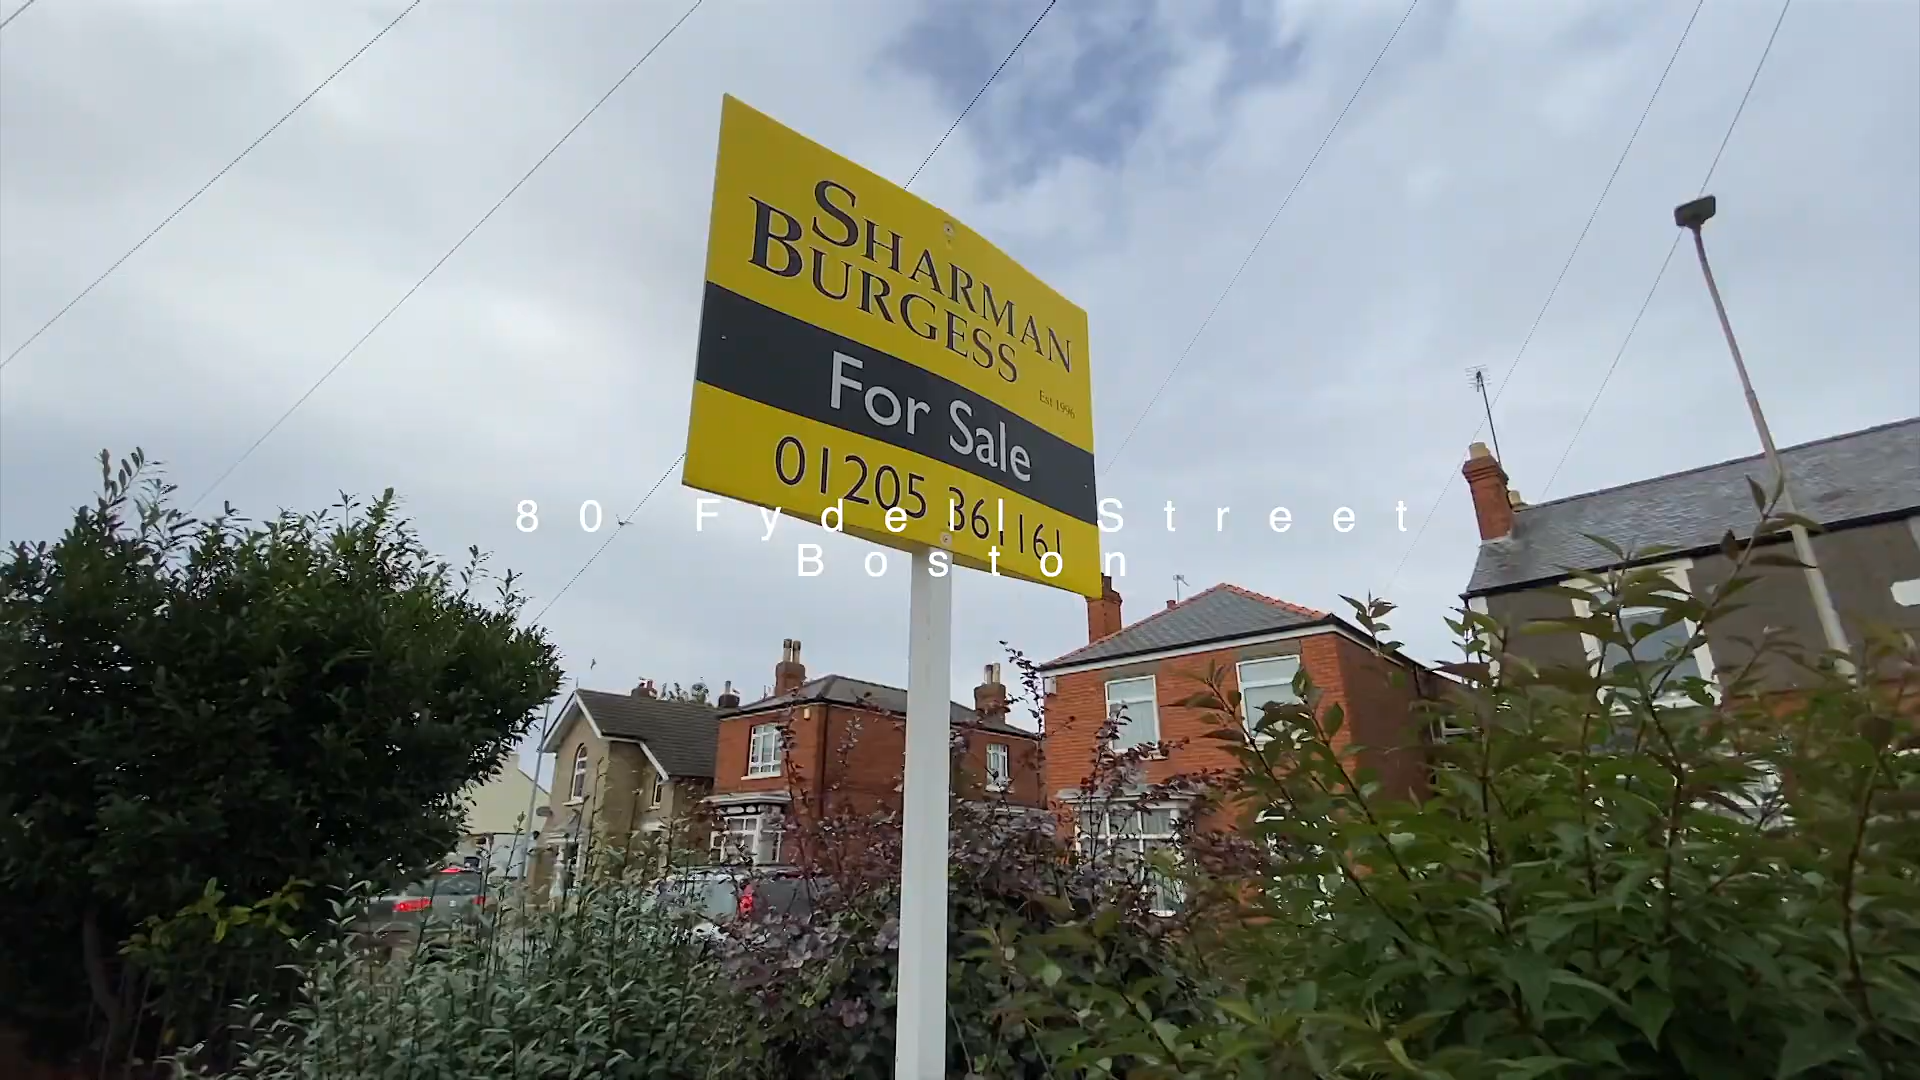 SHARMAN
BURGESS
Est 1996
For Sale
01205 361161
80 Fydell Street
Boston